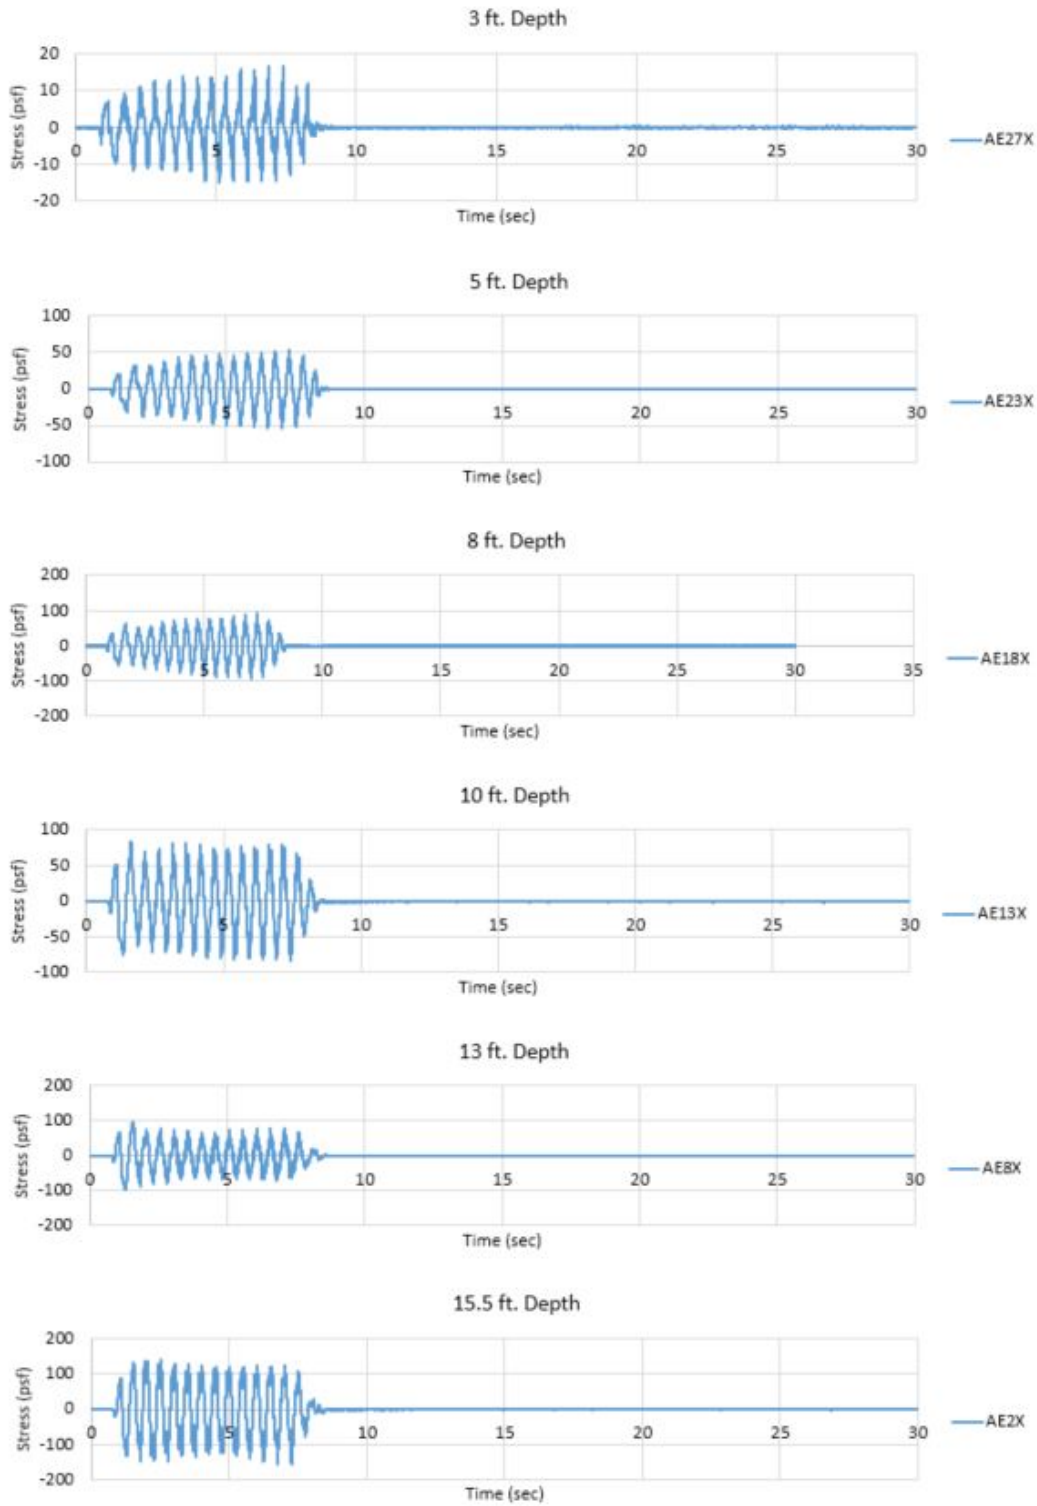 3 ft. Depth
20
10
0
-10
-20
0 5 10 15 20 25 30
Stress (psf)
Time (sec)
AE27X
5 ft. Depth
100
50
0
-50
-100
0 5 10 15 20 25 30
Stress (psf)
Time (sec)
AE23X
8 ft. Depth
200
100
0
-100
-200
0 5 10 15 20 25 30 35
Stress (psf)
Time (sec)
AE18X
10 ft. Depth
100
50
0
-50
-100
0 5 10 15 20 25 30
Stress (psf)
Time (sec)
AE13X
13 ft. Depth
200
100
0
-100
-200
0 5 10 15 20 25 30
Stress (psf)
Time (sec)
AE8X
15.5 ft. Depth
200
100
0
-100
-200
0 5 10 15 20 25 30
Stress (psf)
Time (sec)
AE2X